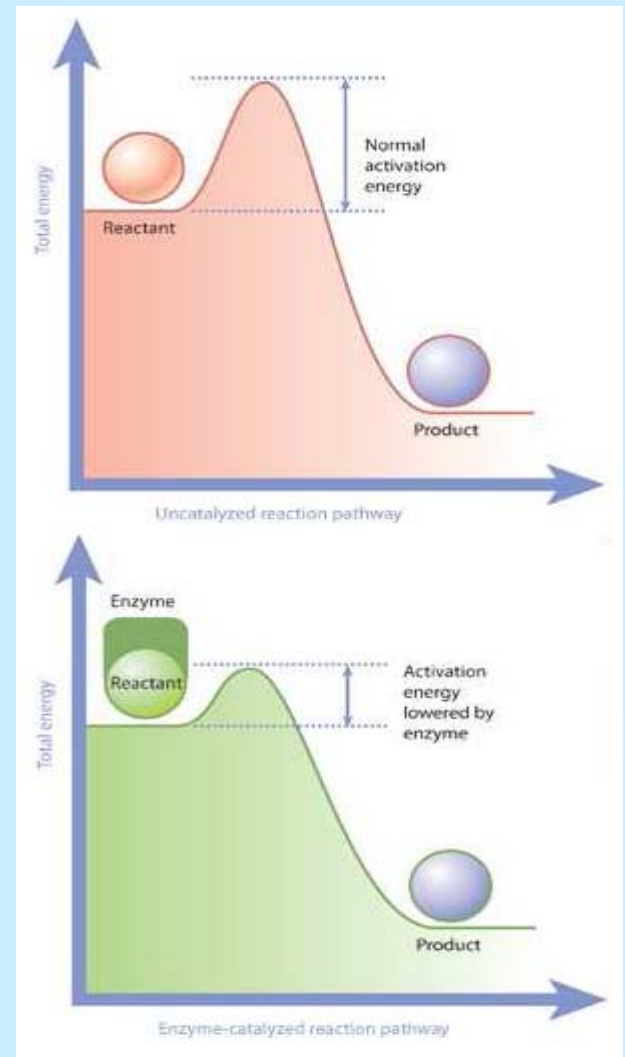 Total energy
Reactant
Normal
activation
energy
Product
Uncatalyzed reaction pathway
Total energy
Enzyme
Reactant
Activation
energy
lowered by
enzyme
Product
Enzyme-catalyzed reaction pathway